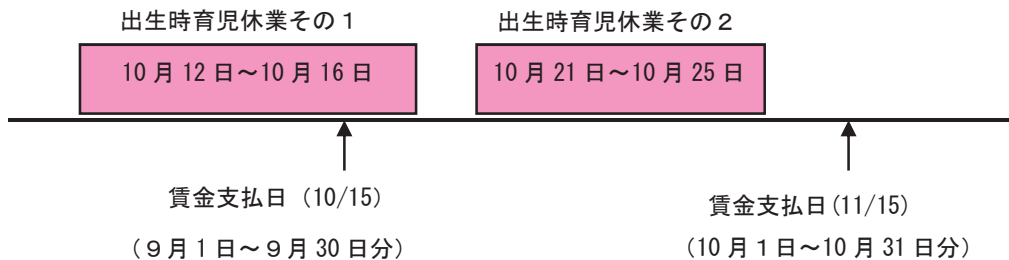 出生時育児休業その１
出生時育児休業その２
10 月 12 日～10 月 16 日
10 月 21 日～10 月 25 日
賃金支払日 (10/15)
（９月１日～９月 30 日分）
賃金支払日(11/15)
（10 月１日～10 月 31 日分）